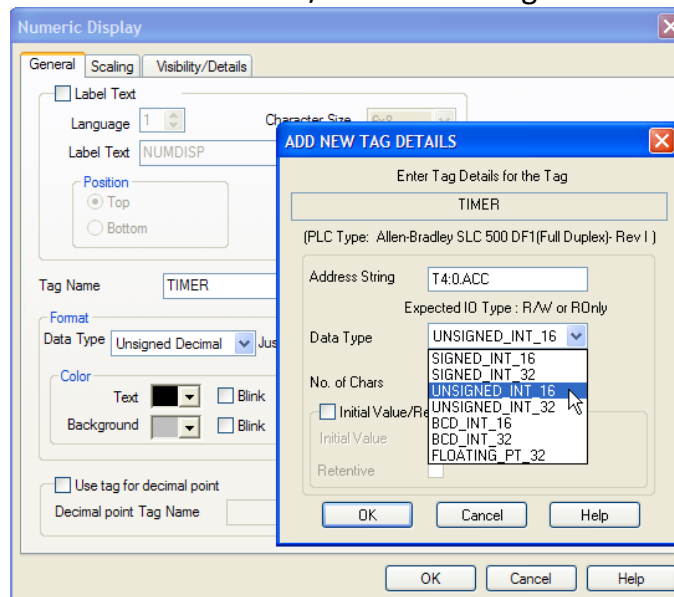 Numeric Display
General Scaling Visibility/Details
Label Text
Language 1 Character Size 6x8
Label Text NUMDISP
Position
Top
Bottom
Tag Name TIMER
Format
Data Type Unsigned Decimal Jus
Color
Text Blink
Background Blink
Use tag for decimal point
Decimal point Tag Name
OK Cancel Help
ADD NEW TAG DETAILS
Enter Tag Details for the Tag
TIMER
(PLC Type: Allen-Bradley SLC 500 DF1(Full Duplex)- Rev I )
Address String T4:0.ACC
Expected IO Type : R/W or ROnly
Data Type UNSIGNED_INT_16
SIGNED_INT_16
SIGNED_INT_32
UNSIGNED_INT_16
UNSIGNED_INT_32
BCD_INT_16
BCD_INT_32
FLOATING_PT_32
No. of Chars
Initial Value/Re
Initial Value
Retentive
OK Cancel Help